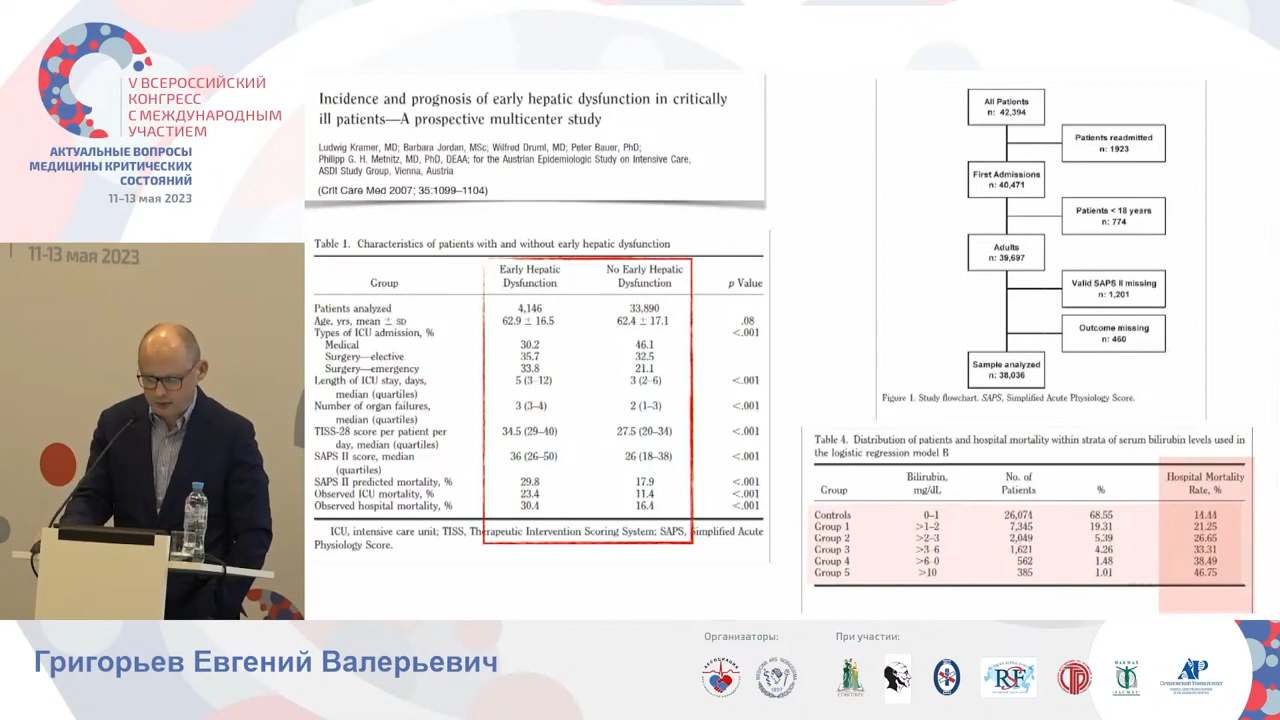 V ВСЕРОССИЙСКИЙ
КОНГРЕСС
С МЕЖДУНАРОДНЫМ
УЧАСТИЕМ
АКТУАЛЬНЫЕ ВОПРОСЫ
МЕДИЦИНЫ КРИТИЧЕСКИХ
СОСТОЯНИЙ
11–13 мая 2023
11-13 мая 2023
Incidence and prognosis of early hepatic dysfunction in critically
ill patients—A prospective multicenter study
Ludwig Kramer, MD; Barbara Jordan, MSc; Wilfred Druml, MD; Peter Bauer, PhD;
Philipp G. H. Metnitz, MD, PhD, DEAA; for the Austrian Epidemiologic Study on Intensive Care,
ASDI Study Group, Vienna, Austria
(Crit Care Med 2007; 35:1099–1104)
Table 1. Characteristics of patients with and without early hepatic dysfunction
Early Hepatic No Early Hepatic
Group Dysfunction Dysfunction p Value
Patients analyzed 4,146 33,890
Age, yrs, mean ± SD 62.9 ± 16.5 62.4 ± 17.1 .08
Types of ICU admission, % <.001
Medical 30.2 46.1
Surgery—elective 35.7 32.5
Surgery—emergency 33.8 21.1
Length of ICU stay, days, 5 (3–12) 3 (2–6) <.001
median (quartiles)
Number of organ failures, 3 (3–4) 2 (1–3) <.001
median (quartiles)
TISS-28 score per patient per 34.5 (29–40) 27.5 (20–34) <.001
day, median (quartiles)
SAPS II score, median 36 (26–50) 26 (18–38) <.001
(quartiles)
SAPS II predicted mortality, % 29.8 17.9 <.001
Observed ICU mortality, % 23.4 11.4 <.001
Observed hospital mortality, % 30.4 16.4 <.001
ICU, intensive care unit; TISS, Therapeutic Intervention Scoring System; SAPS, Simplified Acute
Physiology Score.
All Patients
n: 42,394
Patients readmitted
n: 1923
First Admissions
n: 40,471
Patients < 18 years
n: 774
Adults
n: 39,697
Valid SAPS II missing
n: 1,201
Outcome missing
n: 460
Sample analyzed
n: 38,036
Figure 1. Study flowchart. SAPS, Simplified Acute Physiology Score.
Table 4. Distribution of patients and hospital mortality within strata of serum bilirubin levels used in
the logistic regression model B
Bilirubin, No. of Hospital Mortality
Group mg/dL Patients % Rate, %
Controls 0–1 26,074 68.55 14.44
Group 1 >1–2 7,345 19.31 21.25
Group 2 >2–3 2,049 5.39 26.65
Group 3 >3–6 1,621 4.26 33.31
Group 4 >6–0 562 1.48 38.49
Group 5 >10 385 1.01 46.75
Григорьев Евгений Валерьевич
Организаторы:
При участии:
АССОЦИАЦИЯ
RSF
МАКМАХ
СЕЧЕНОВСКИЙ УНИВЕРСИТЕТ